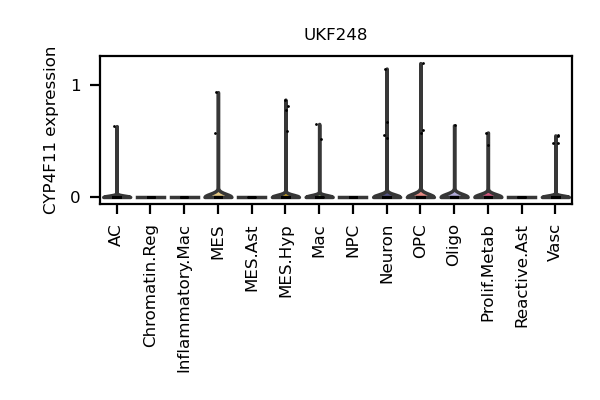 UKF248
CYP4F11 expression
1
0
AC
Chromatin.Reg
Inflammatory.Mac
MES
MES.Ast
MES.Hyp
Mac
NPC
Neuron
OPC
Oligo
Prolif.Metab
Reactive.Ast
Vasc